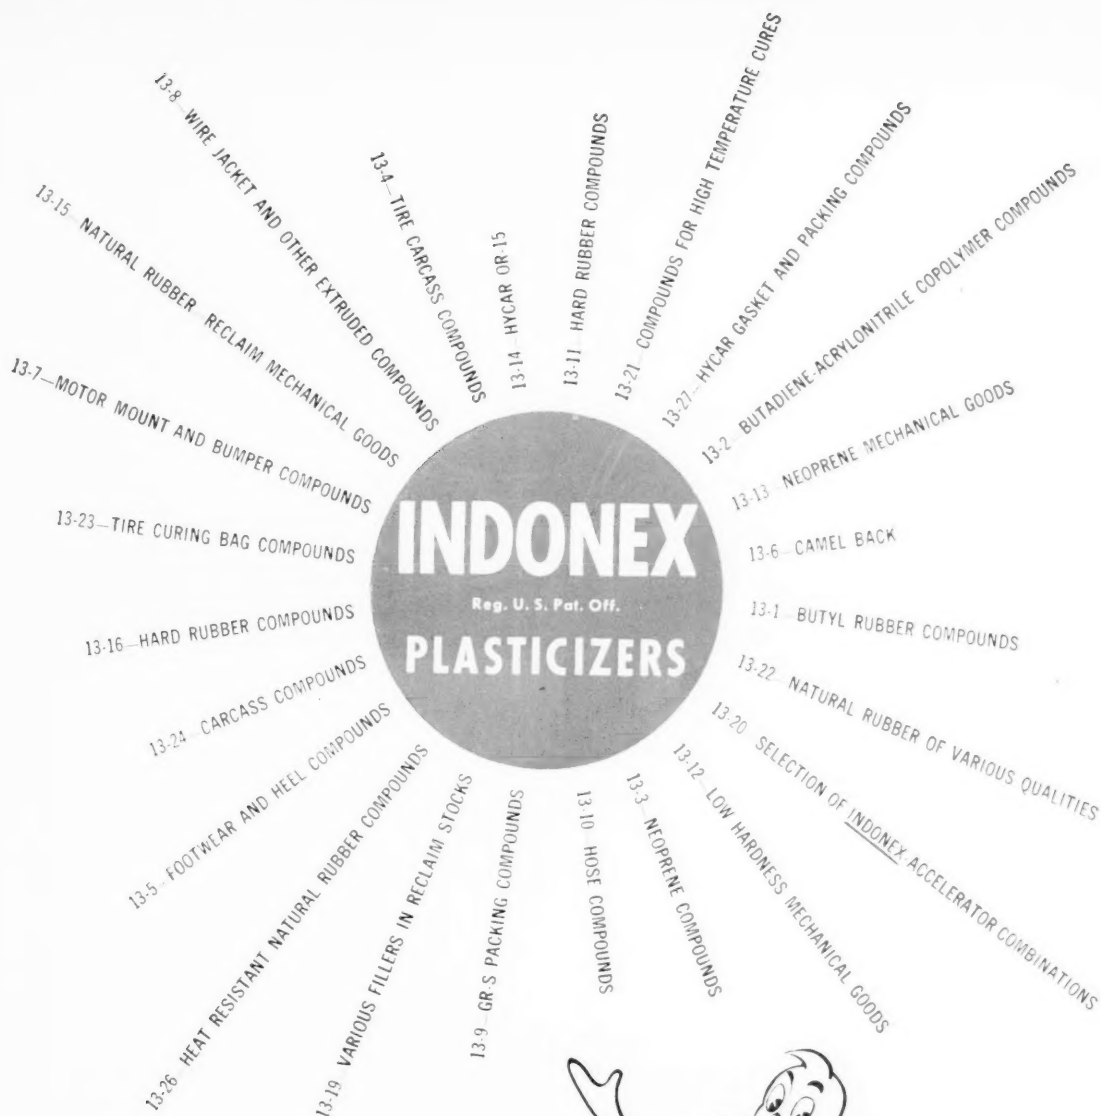 13-8—WIRE JACKET AND OTHER EXTRUDED COMPOUNDS
13-4—TIRE CARCASS COMPOUNDS
13-14—HYCAR OR-15
13-11—HARD RUBBER COMPOUNDS
13-21—COMPOUNDS FOR HIGH TEMPERATURE CURES
13-27—HYCAR GASKET AND PACKING COMPOUNDS
13-2—BUTADIENE-ACRYLONITRILE COPOLYMER COMPOUNDS
13-13—NEOPRENE MECHANICAL GOODS
13-6—CAMEL BACK
13-1—BUTYL RUBBER COMPOUNDS
13-22—NATURAL RUBBER OF VARIOUS QUALITIES
13-20 SELECTION OF INDONEX-ACCELERATOR COMBINATIONS
13-12—LOW HARDNESS MECHANICAL GOODS
13-3—NEOPRENE COMPOUNDS
13-10—HOSE COMPOUNDS
13-9—GR-S PACKING COMPOUNDS
13-19 VARIOUS FILLERS IN RECLAIM STOCKS
13-26 HEAT RESISTANT NATURAL RUBBER COMPOUNDS
13-5—FOOTWEAR AND HEEL COMPOUNDS
13-24—CARCASS COMPOUNDS
13-16—HARD RUBBER COMPOUNDS
13-23—TIRE CURING BAG COMPOUNDS
13-7—MOTOR MOUNT AND BUMPER COMPOUNDS
13-15—NATURAL RUBBER-RECLAIM MECHANICAL GOODS
INDONEX
Reg. U. S. Pat. Off.
PLASTICIZERS